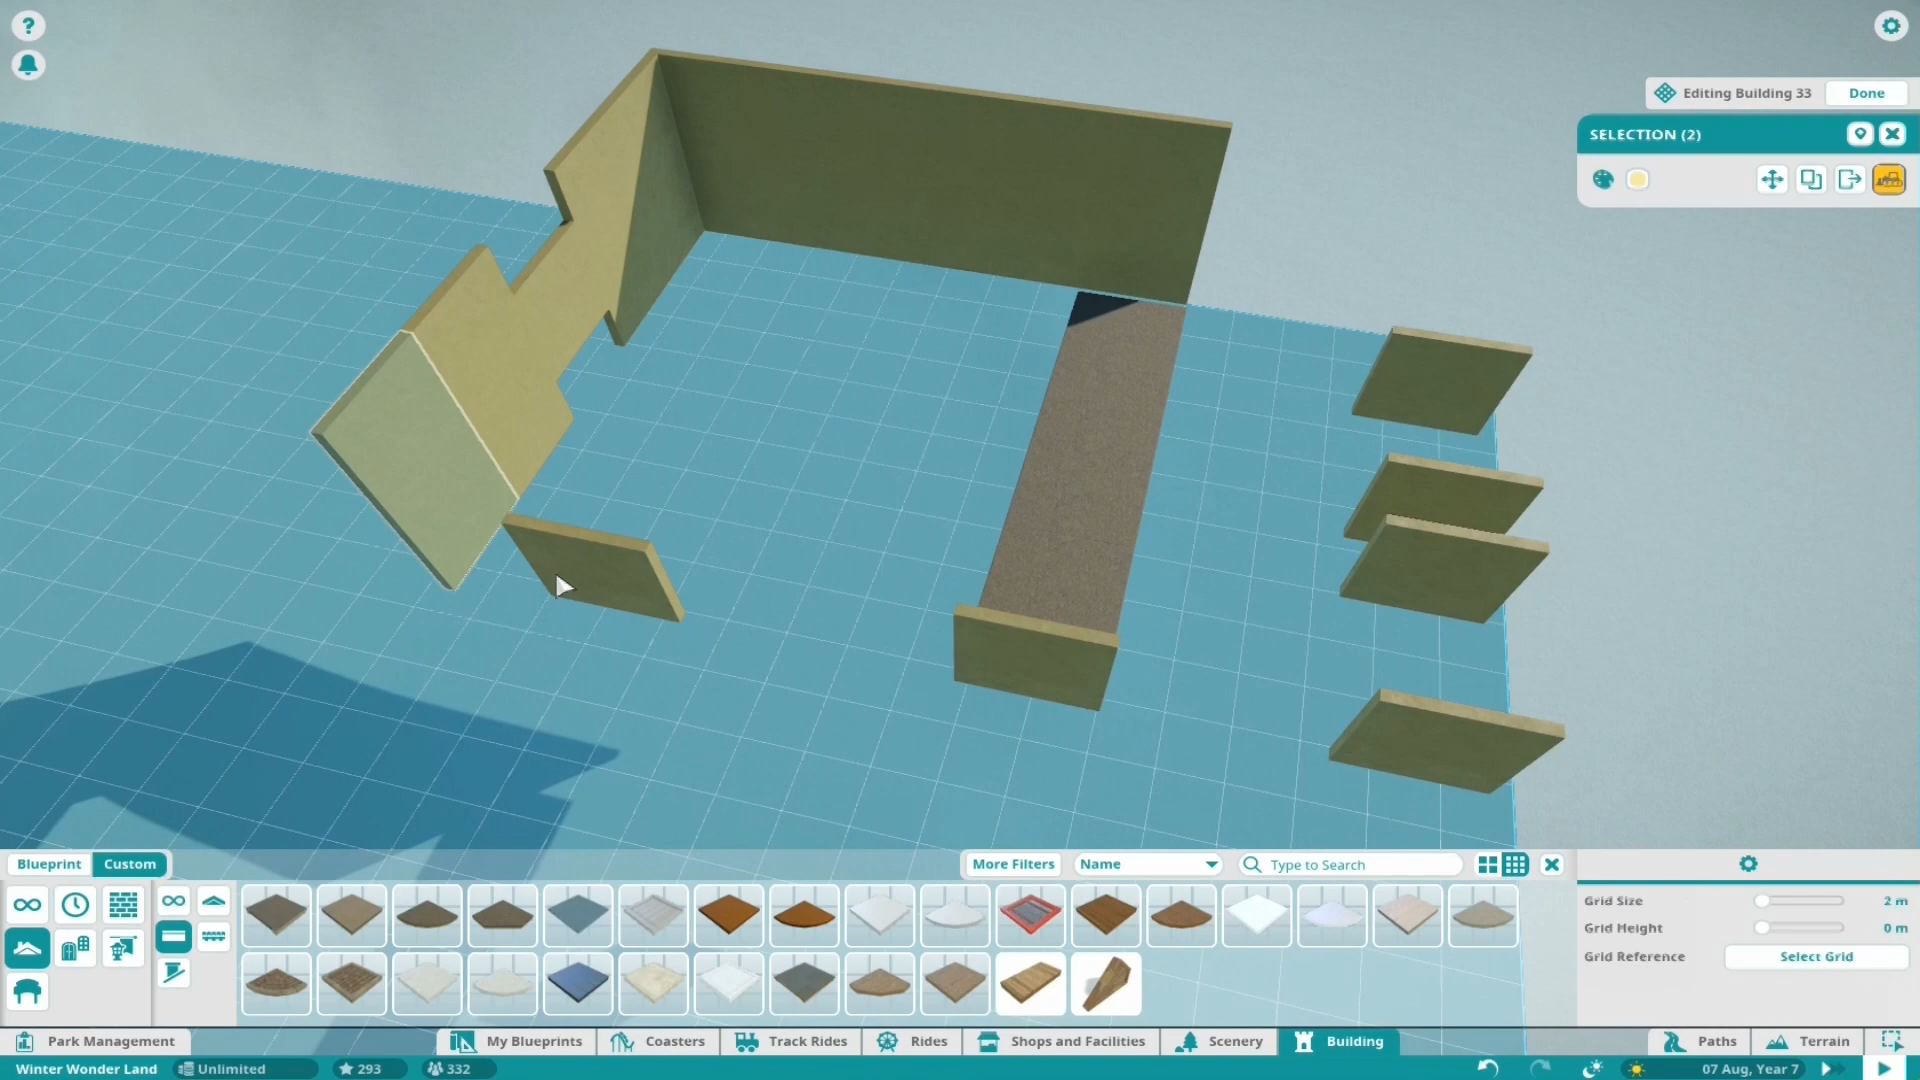 ?
Editing Building 33 Done
SELECTION (2)
Blueprint Custom More Filters Name Type to Search
Grid Size 2 m
Grid Height 0 m
Grid Reference Select Grid
Park Management My Blueprints Coasters Track Rides Rides Shops and Facilities Scenery Building Paths Terrain
Winter Wonder Land Unlimited 293 332 07 Aug, Year 7